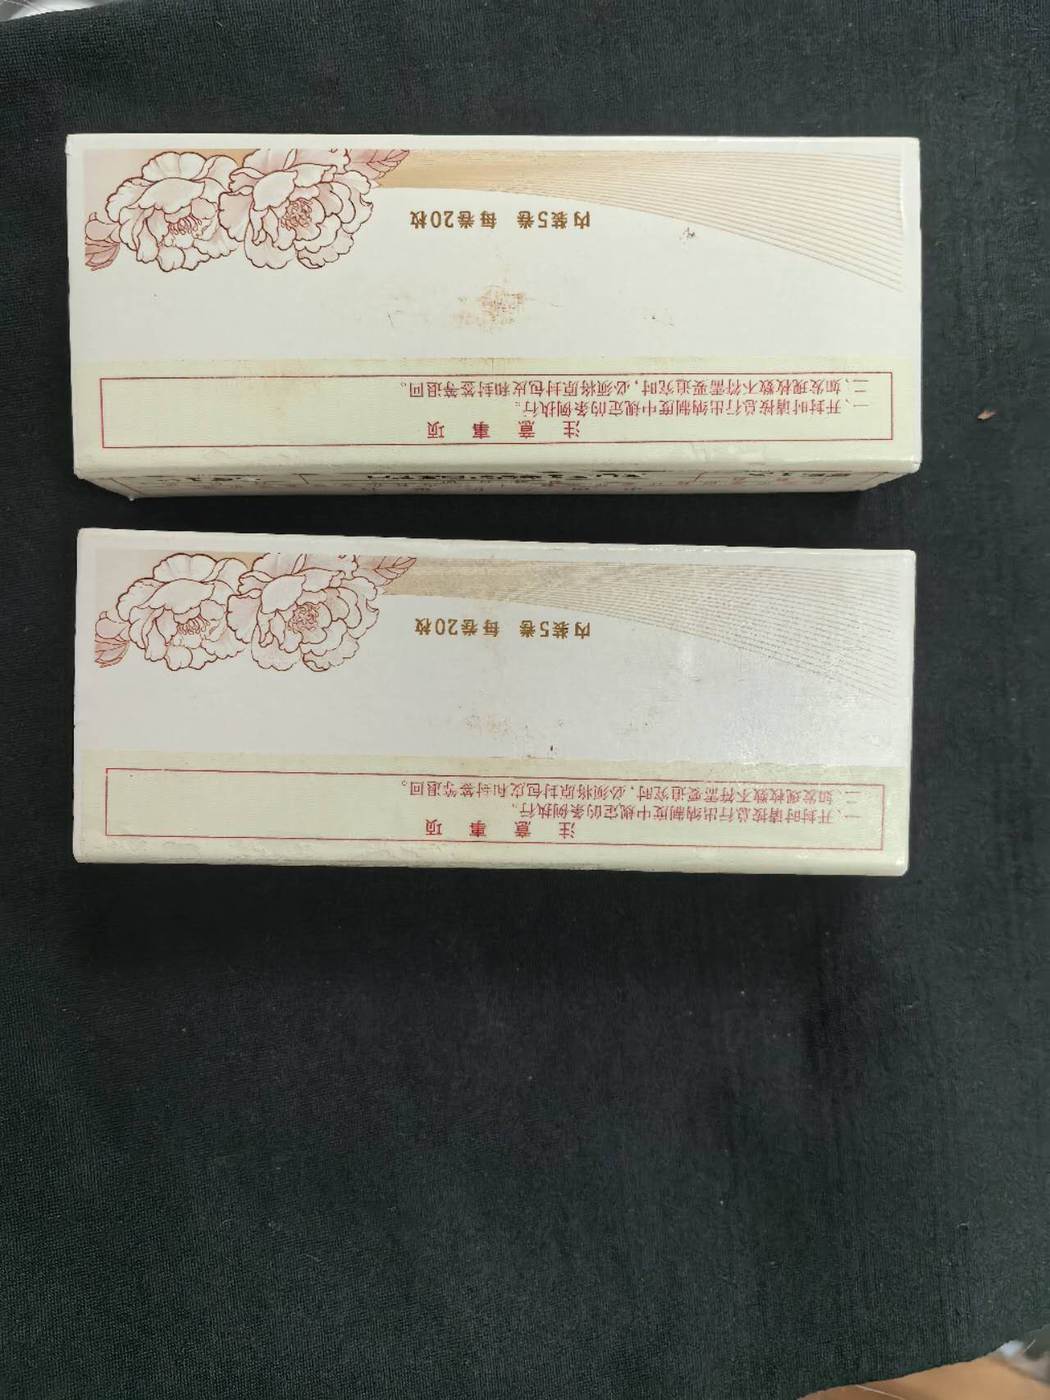 注 意 事 项
一、开封时请按总行出纳制度中规定的条例执行。
二、如发现枚数不符需要追究时，必须将原封包皮和封签等退回。
内装5卷 每卷20枚
注 意 事 项
一、开封时请按总行出纳制度中规定的条例执行。
二、如发现枚数不符需要追究时，必须将原封包皮和封签等退回。
内装5卷 每卷20枚